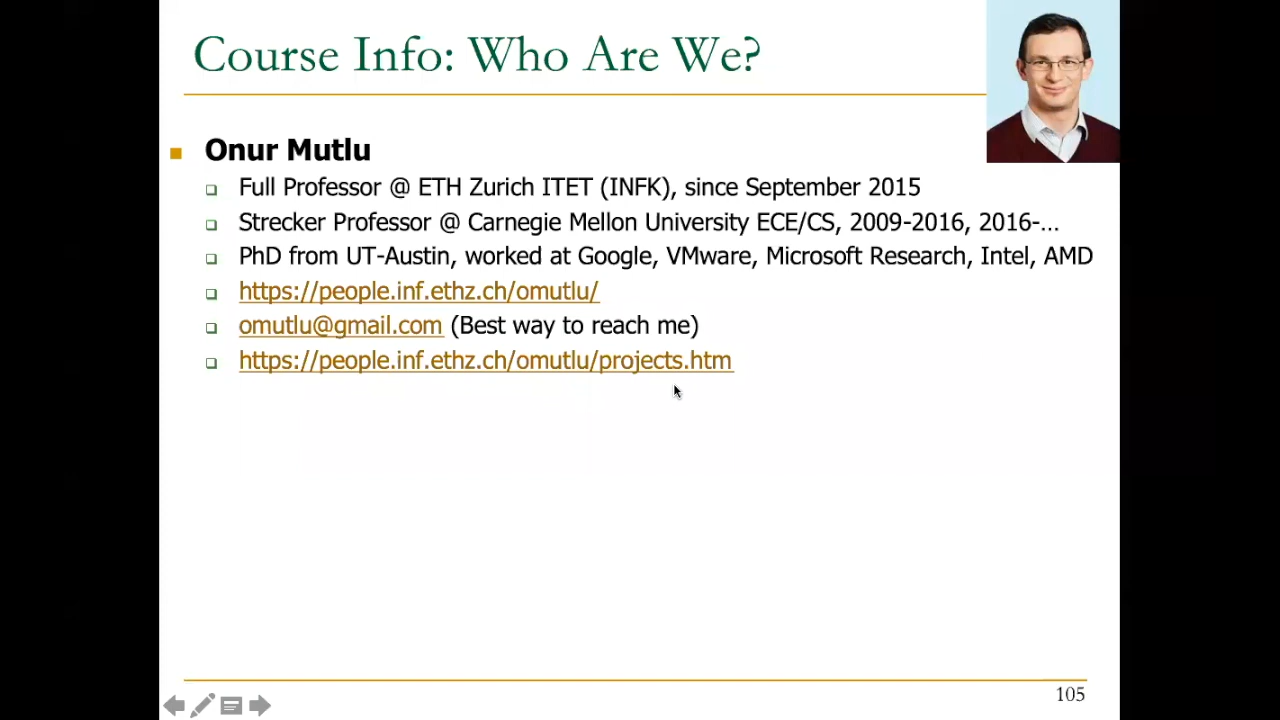 Course Info: Who Are We?
Onur Mutlu
Full Professor @ ETH Zurich ITET (INFK), since September 2015
Strecker Professor @ Carnegie Mellon University ECE/CS, 2009-2016, 2016-…
PhD from UT-Austin, worked at Google, VMware, Microsoft Research, Intel, AMD
https://people.inf.ethz.ch/omutlu/
omutlu@gmail.com (Best way to reach me)
https://people.inf.ethz.ch/omutlu/projects.htm
105